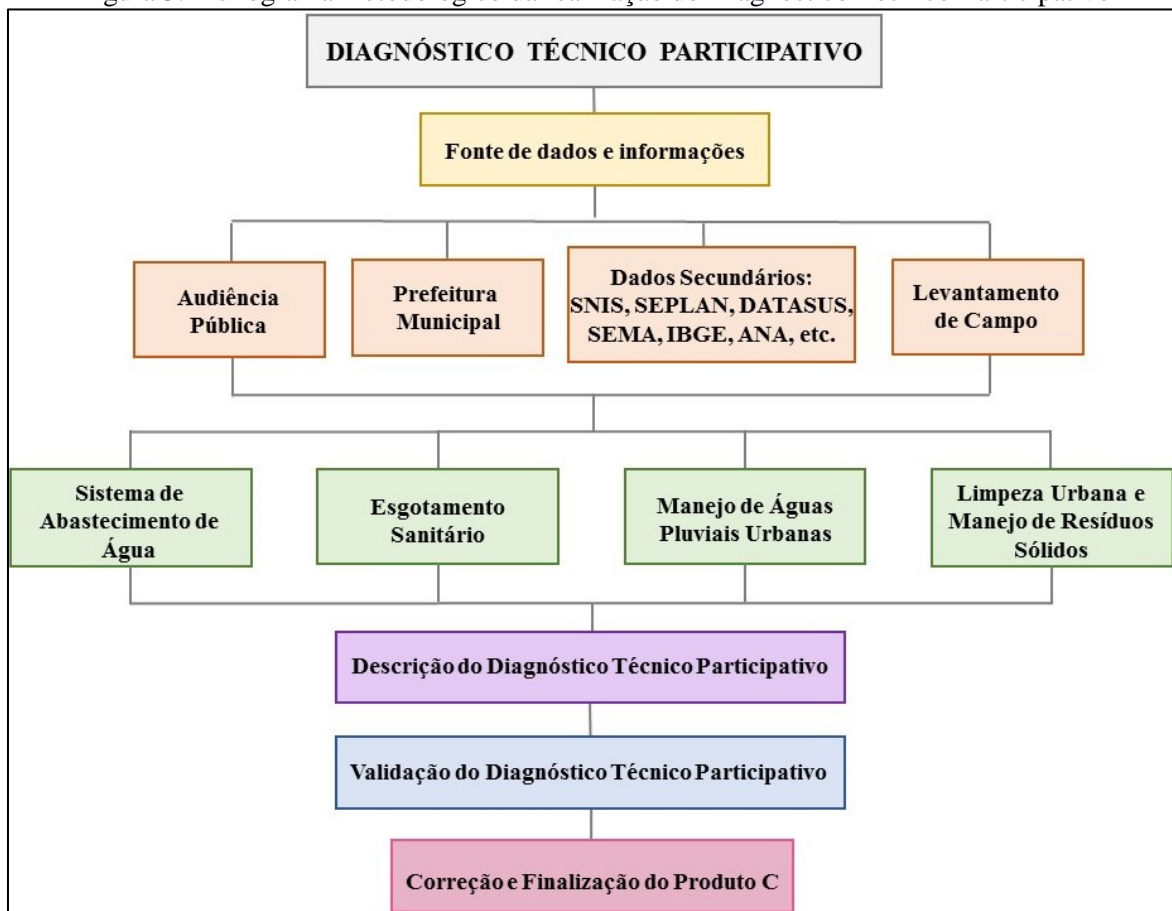 DIAGNÓSTICO TÉCNICO PARTICIPATIVO
Fonte de dados e informações
Audiência
Pública
Prefeitura
Municipal
Dados Secundários:
SNIS, SEPLAN, DATASUS,
SEMA, IBGE, ANA, etc.
Levantamento
de Campo
Sistema de
Abastecimento de
Água
Esgotamento
Sanitário
Manejo de Águas
Pluviais Urbanas
Limpeza Urbana e
Manejo de Resíduos
Sólidos
Descrição do Diagnóstico Técnico Participativo
Validação do Diagnóstico Técnico Participativo
Correção e Finalização do Produto C